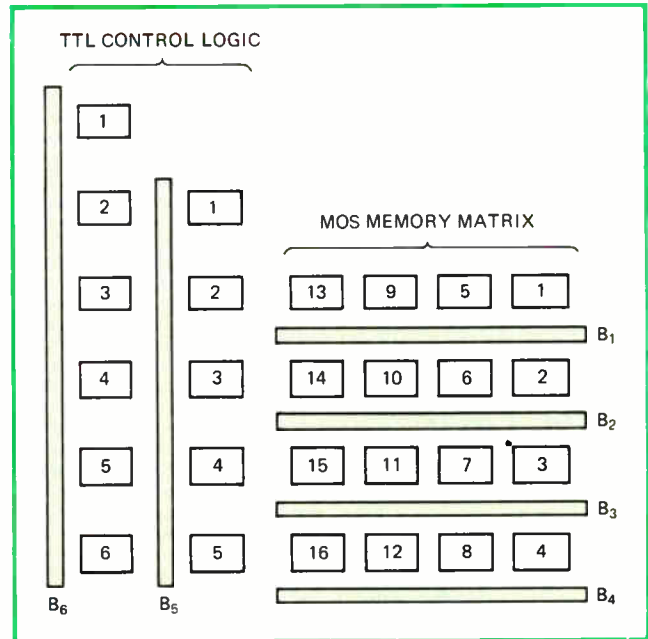 TTL CONTROL LOGIC
1
2 1
MOS MEMORY MATRIX
3 2 13 9 5 1
B1
4 3 14 10 6 2
B2
5 4 15 11 7 3
B3
6 5 16 12 8 4
B6 B5 B4